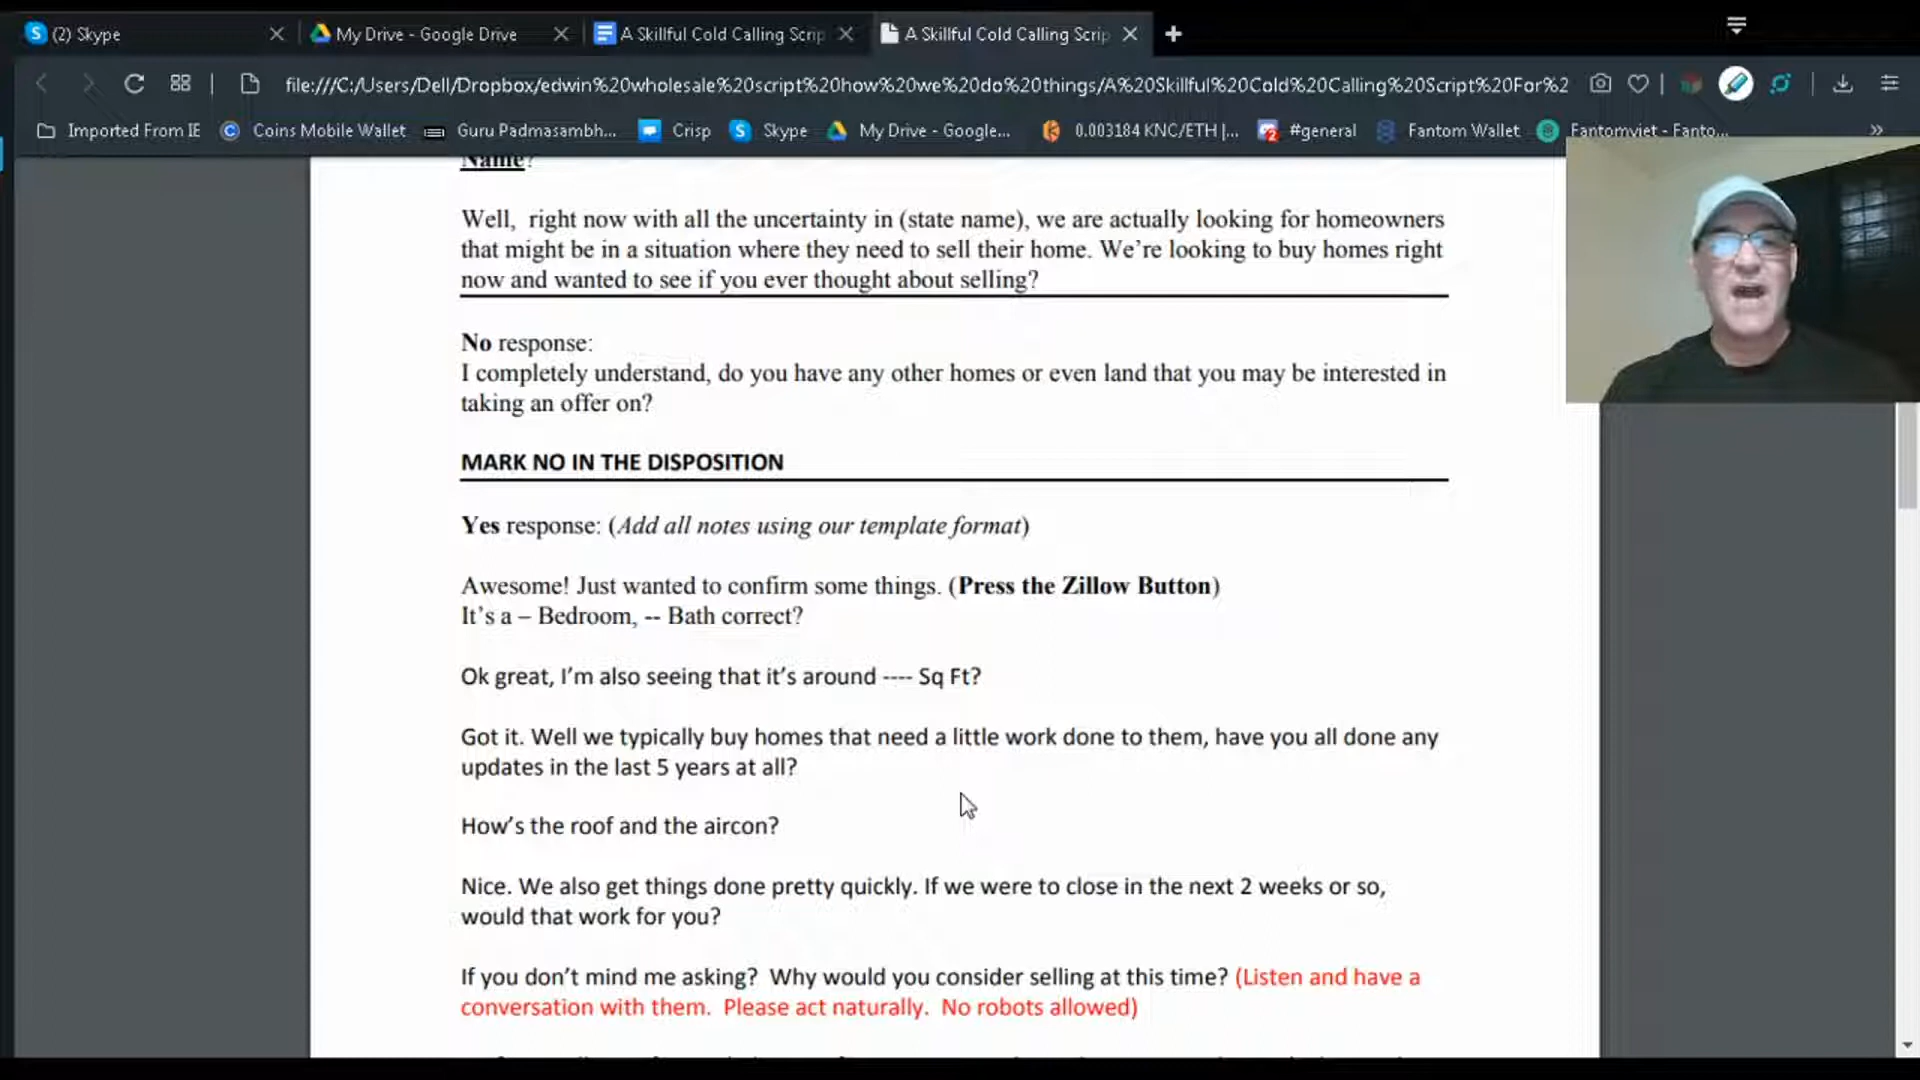 (2) Skype
My Drive - Google Drive
A Skillful Cold Calling Scrip
A Skillful Cold Calling Scrip
file:///C:/Users/Dell/Dropbox/edwin%20wholesale%20script%20how%20we%20do%20things/A%20Skillful%20Cold%20Calling%20Script%20For%2
Imported From IE
Coins Mobile Wallet
Guru Padmasambh...
Crisp
Skype
My Drive - Google...
0.003184 KNC/ETH |...
#general
Fantom Wallet
Fantomviet - Fanto...
Name?
Well,  right now with all the uncertainty in (state name), we are actually looking for homeowners
that might be in a situation where they need to sell their home. We’re looking to buy homes right
now and wanted to see if you ever thought about selling?
No response:
I completely understand, do you have any other homes or even land that you may be interested in
taking an offer on?
MARK NO IN THE DISPOSITION
Yes response: (Add all notes using our template format)
Awesome! Just wanted to confirm some things. (Press the Zillow Button)
It’s a – Bedroom, -- Bath correct?
Ok great, I’m also seeing that it’s around ---- Sq Ft?
Got it. Well we typically buy homes that need a little work done to them, have you all done any
updates in the last 5 years at all?
How’s the roof and the aircon?
Nice. We also get things done pretty quickly. If we were to close in the next 2 weeks or so,
would that work for you?
If you don’t mind me asking?  Why would you consider selling at this time? (Listen and have a
conversation with them.  Please act naturally.  No robots allowed)